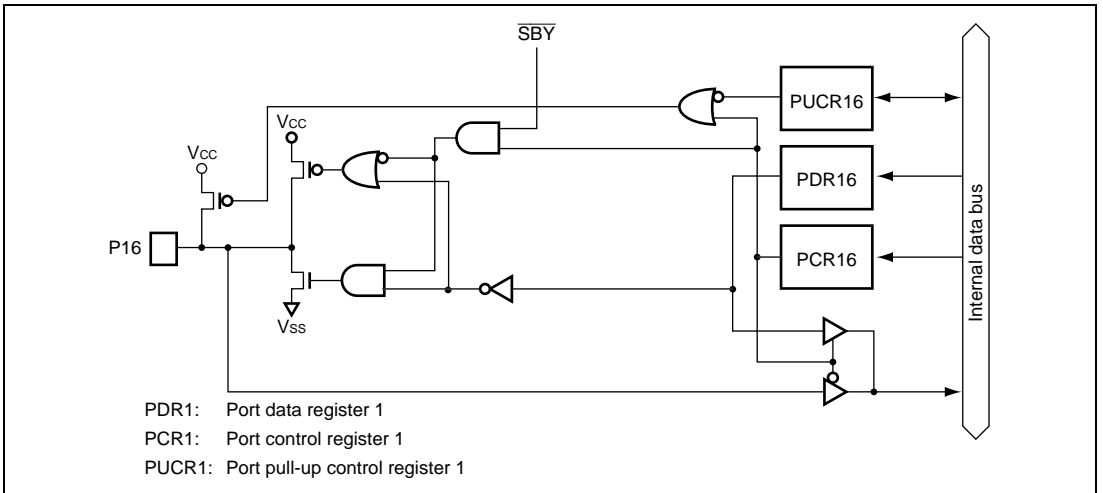 SBY
PUCR16
VCC
VCC
PDR16
P16
PCR16
Internal data bus
VSS
PDR1: Port data register 1
PCR1: Port control register 1
PUCR1: Port pull-up control register 1